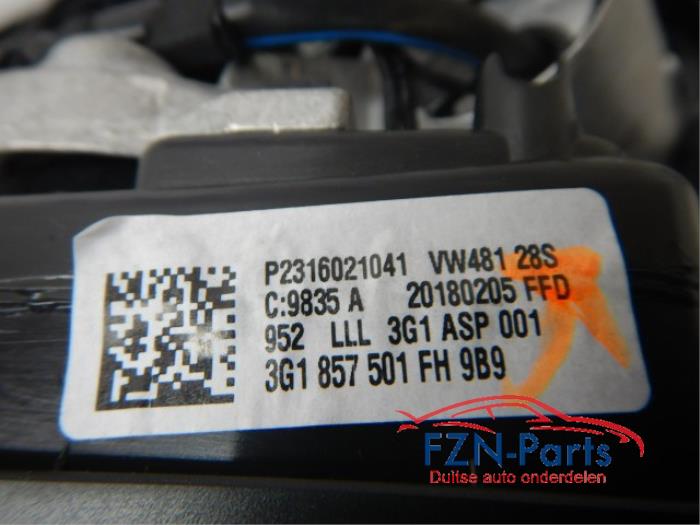 P2316021041 VW481 28S
C:9835 A 20180205 FFD
952 LLL 3G1 ASP 001
3G1 857 501 FH 9B9
FZN-Parts
Duitse auto onderdelen